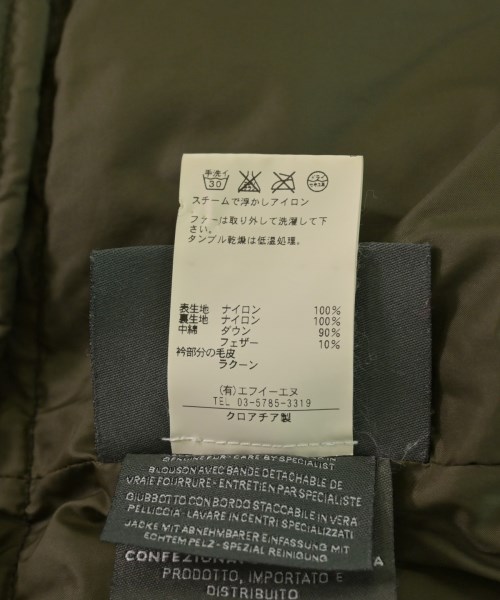 手洗イ
30
スチームで浮かしアイロン
ファーは取り外して洗濯して下
さい。
タンブル乾燥は低温処理。
表生地 ナイロン 100%
裏生地 ナイロン 100%
中綿 ダウン 90%
フェザー 10%
衿部分の毛皮
ラクーン
(有)エフイーエヌ
TEL 03-5785-3319
クロアチア製
GENUINE FUR - CARE BY SPECIALIST
BLOUSON AVEC BANDE DETACHABLE DE
VRAIE FOURRURE - ENTRETIEN PAR SPECIALISTE
GIUBBOTTO CON BORDO STACCABILE IN VERA
PELLICCIA - LAVARE IN CENTRI SPECIALIZZATI
JACKE MIT ABNEHMBARER EINFASSUNG MIT
ECHTEM PELZ - SPEZIAL REINIGUNG
PRODOTTO, IMPORTATO E
DISTRIBUITO